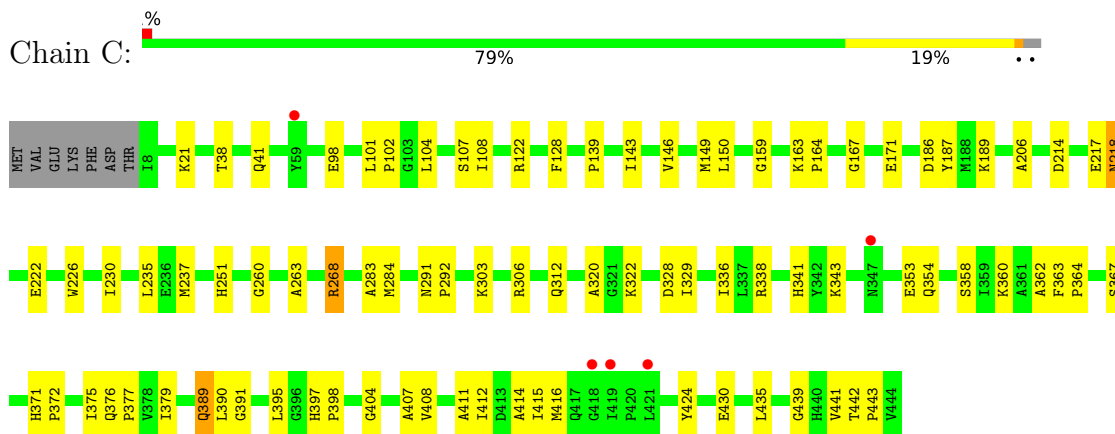 .%
Chain C:
79% 19% • •
MET VAL GLU LYS PHE ASP THR I8 K21 T38 Q41 Y59 E98 L101 P102 G103 L104 S107 I108 R122 F128 P139 I143 V146 M149 L150 G159 K163 P164 G167 E171 D186 Y187 M188 K189 A206 D214 E217 N218
E222 W226 I230 L235 E236 M237 H251 G260 A263 R268 A283 M284 N291 P292 K303 R306 Q312 A320 G321 K322 D328 I329 I336 L337 R338 H341 Y342 K343 N347 E353 Q354 S358 I359 K360 A361 A362 F363 P364 S367
H371 P372 I375 Q376 P377 V378 I379 Q389 L390 G391 L395 G396 H397 P398 G404 A407 V408 A411 I412 D413 A414 I415 M416 Q417 G418 I419 P420 L421 Y424 E430 L435 G439 H440 V441 T442 P443 V444